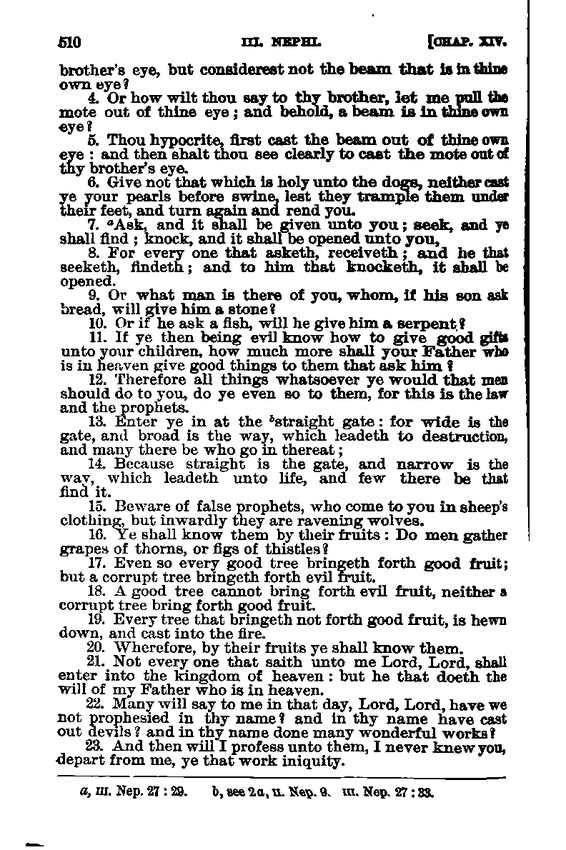 510 III. NEPHI. [CHAP. XIV.
brother's eye, but considerest not the beam that is in thine
own eye?
4. Or how wilt thou say to thy brother, let me pull the
mote out of thine eye; and behold, a beam is in thine own
eye?
5. Thou hypocrite, first cast the beam out of thine own
eye: and then shalt thou see clearly to cast the mote out of
thy brother's eye.
6. Give not that which is holy unto the dogs, neither cast
ye your pearls before swine, lest they trample them under
their feet, and turn again and rend you.
7. ᵃAsk, and it shall be given unto you; seek, and ye
shall find; knock, and it shall be opened unto you,
8. For every one that asketh, receiveth; and he that
seeketh, findeth; and to him that knocketh, it shall be
opened.
9. Or what man is there of you, whom, if his son ask
bread, will give him a stone?
10. Or if he ask a fish, will he give him a serpent?
11. If ye then being evil know how to give good gifts
unto your children, how much more shall your Father who
is in heaven give good things to them that ask him?
12. Therefore all things whatsoever ye would that men
should do to you, do ye even so to them, for this is the law
and the prophets.
13. Enter ye in at the ᵇstraight gate: for wide is the
gate, and broad is the way, which leadeth to destruction,
and many there be who go in thereat;
14. Because straight is the gate, and narrow is the
way, which leadeth unto life, and few there be that
find it.
15. Beware of false prophets, who come to you in sheep's
clothing, but inwardly they are ravening wolves.
16. Ye shall know them by their fruits: Do men gather
grapes of thorns, or figs of thistles?
17. Even so every good tree bringeth forth good fruit;
but a corrupt tree bringeth forth evil fruit.
18. A good tree cannot bring forth evil fruit, neither a
corrupt tree bring forth good fruit.
19. Every tree that bringeth not forth good fruit, is hewn
down, and cast into the fire.
20. Wherefore, by their fruits ye shall know them.
21. Not every one that saith unto me Lord, Lord, shall
enter into the kingdom of heaven: but he that doeth the
will of my Father who is in heaven.
22. Many will say to me in that day, Lord, Lord, have we
not prophesied in thy name? and in thy name have cast
out devils? and in thy name done many wonderful works?
23. And then will I profess unto them, I never knew you,
depart from me, ye that work iniquity.
a, III. Nep. 27:29. b, see 2a, II. Nep. 9. III. Nep. 27:33.